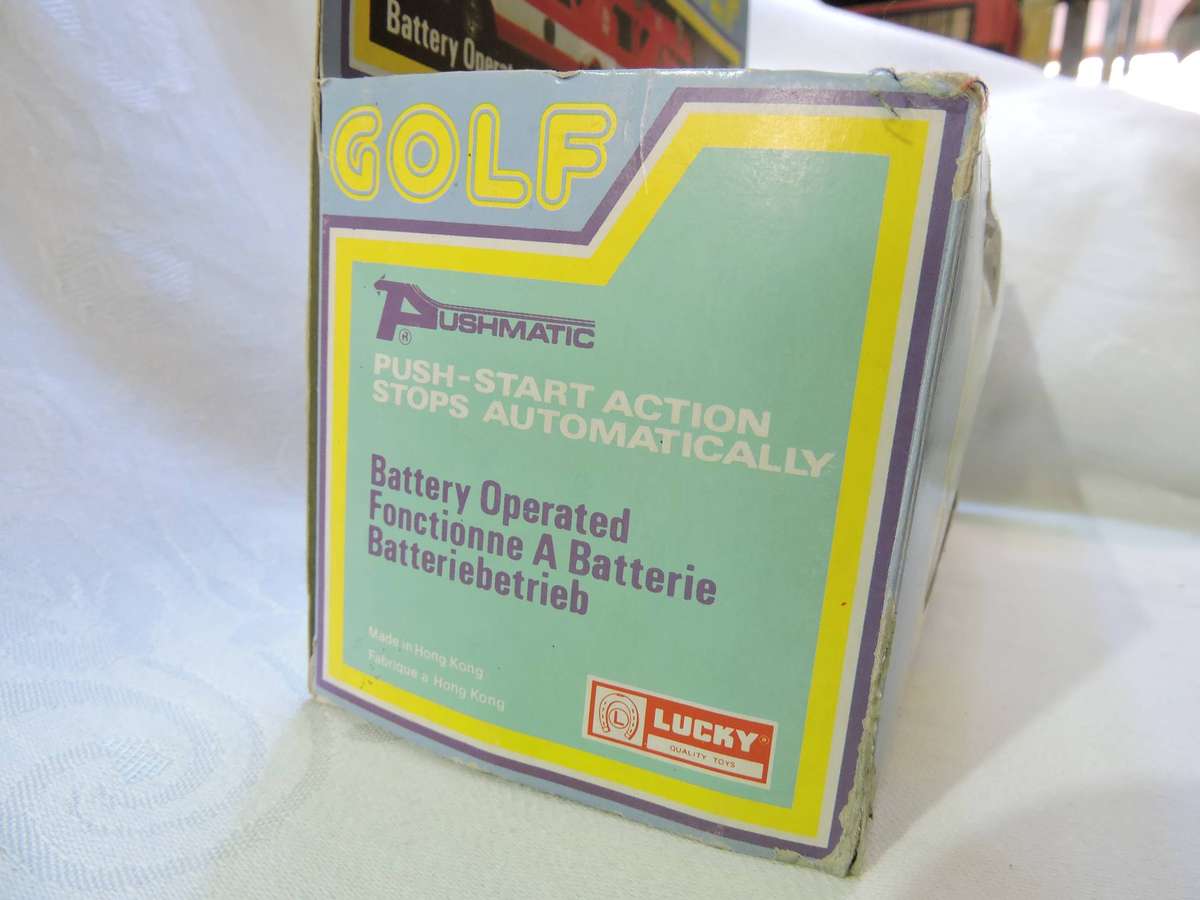 Battery Operat
GOLF
PUSHMATIC
PUSH-START ACTION
STOPS AUTOMATICALLY
Battery Operated
Fonctionne A Batterie
Batteriebetrieb
Made in Hong Kong
Fabrique a Hong Kong
L LUCKY
QUALITY TOYS